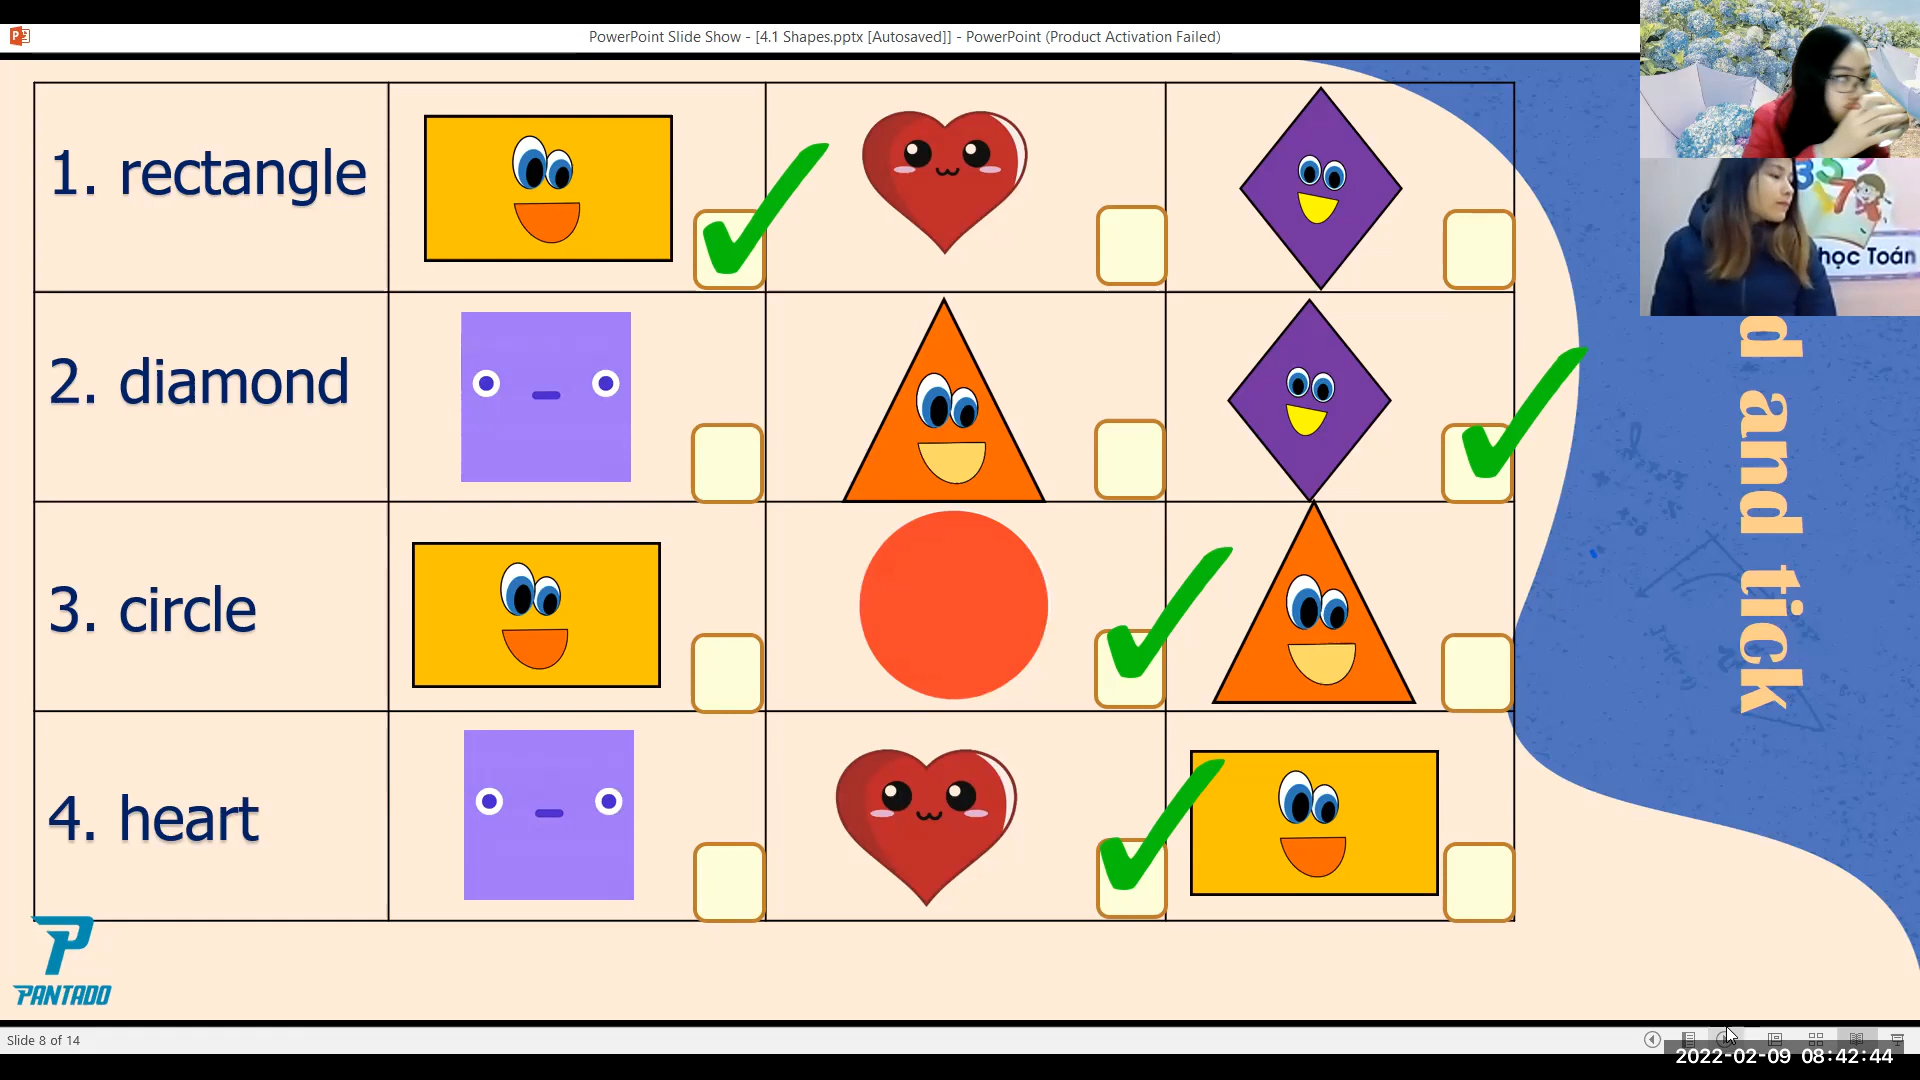 PowerPoint Slide Show - [4.1 Shapes.pptx [Autosaved]] - PowerPoint (Product Activation Failed)
1. rectangle
2. diamond
3. circle
4. heart
and tick
học Toán
PANTADO
Slide 8 of 14
2022-02-09 08:42:44